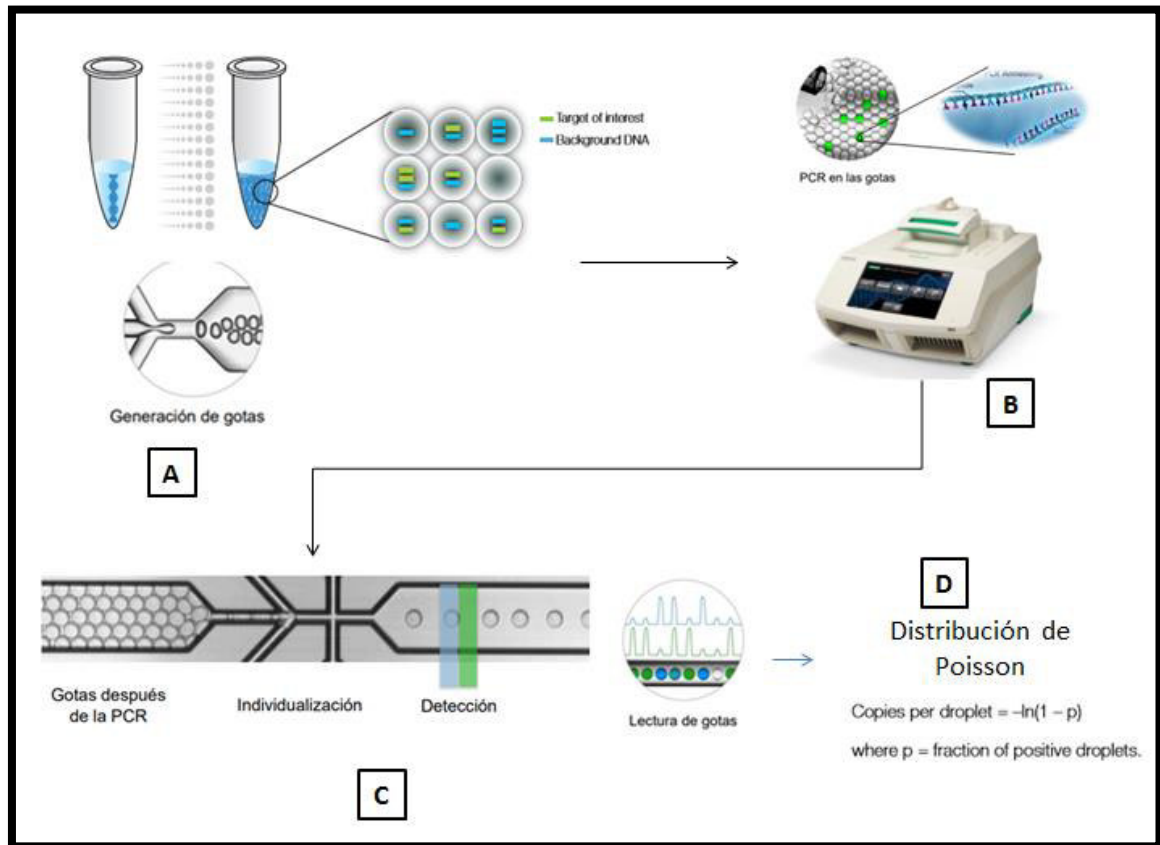 Target of interest
Background DNA
Generación de gotas
A
PCR en las gotas
B
Gotas después
de la PCR
Individualización
Detección
C
Lectura de gotas
D
Distribución de
Poisson
Copies per droplet = –ln(1 – p)
where p = fraction of positive droplets.